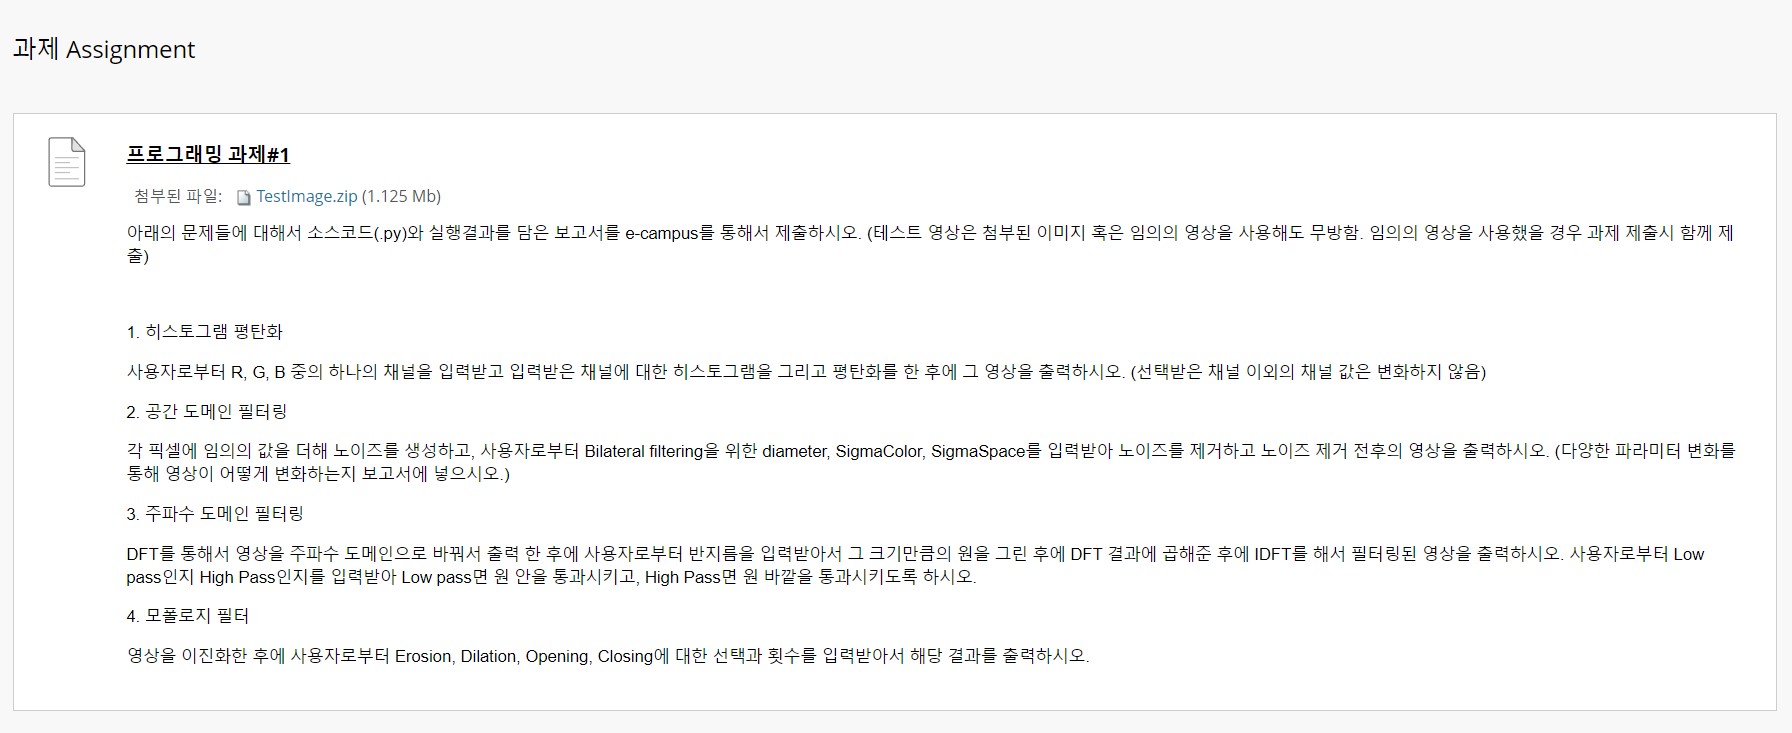 과제 Assignment
프로그래밍 과제#1
첨부된 파일: TestImage.zip (1.125 Mb)
아래의 문제들에 대해서 소스코드(.py)와 실행결과를 담은 보고서를 e-campus를 통해서 제출하시오. (테스트 영상은 첨부된 이미지 혹은 임의의 영상을 사용해도 무방함. 임의의 영상을 사용했을 경우 과제 제출시 함께 제
출)
1. 히스토그램 평탄화
사용자로부터 R, G, B 중의 하나의 채널을 입력받고 입력받은 채널에 대한 히스토그램을 그리고 평탄화를 한 후에 그 영상을 출력하시오. (선택받은 채널 이외의 채널 값은 변화하지 않음)
2. 공간 도메인 필터링
각 픽셀에 임의의 값을 더해 노이즈를 생성하고, 사용자로부터 Bilateral filtering을 위한 diameter, SigmaColor, SigmaSpace를 입력받아 노이즈를 제거하고 노이즈 제거 전후의 영상을 출력하시오. (다양한 파라미터 변화를
통해 영상이 어떻게 변화하는지 보고서에 넣으시오.)
3. 주파수 도메인 필터링
DFT를 통해서 영상을 주파수 도메인으로 바꿔서 출력 한 후에 사용자로부터 반지름을 입력받아서 그 크기만큼의 원을 그린 후에 DFT 결과에 곱해준 후에 IDFT를 해서 필터링된 영상을 출력하시오. 사용자로부터 Low
pass인지 High Pass인지를 입력받아 Low pass면 원 안을 통과시키고, High Pass면 원 바깥을 통과시키도록 하시오.
4. 모폴로지 필터
영상을 이진화한 후에 사용자로부터 Erosion, Dilation, Opening, Closing에 대한 선택과 횟수를 입력받아서 해당 결과를 출력하시오.